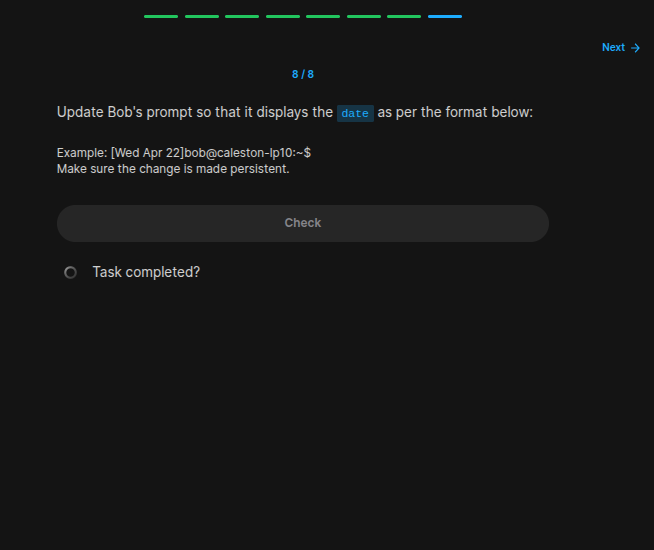 Next →
8 / 8
Update Bob's prompt so that it displays the date as per the format below:
Example: [Wed Apr 22]bob@caleston-lp10:~$
Make sure the change is made persistent.
Check
Task completed?